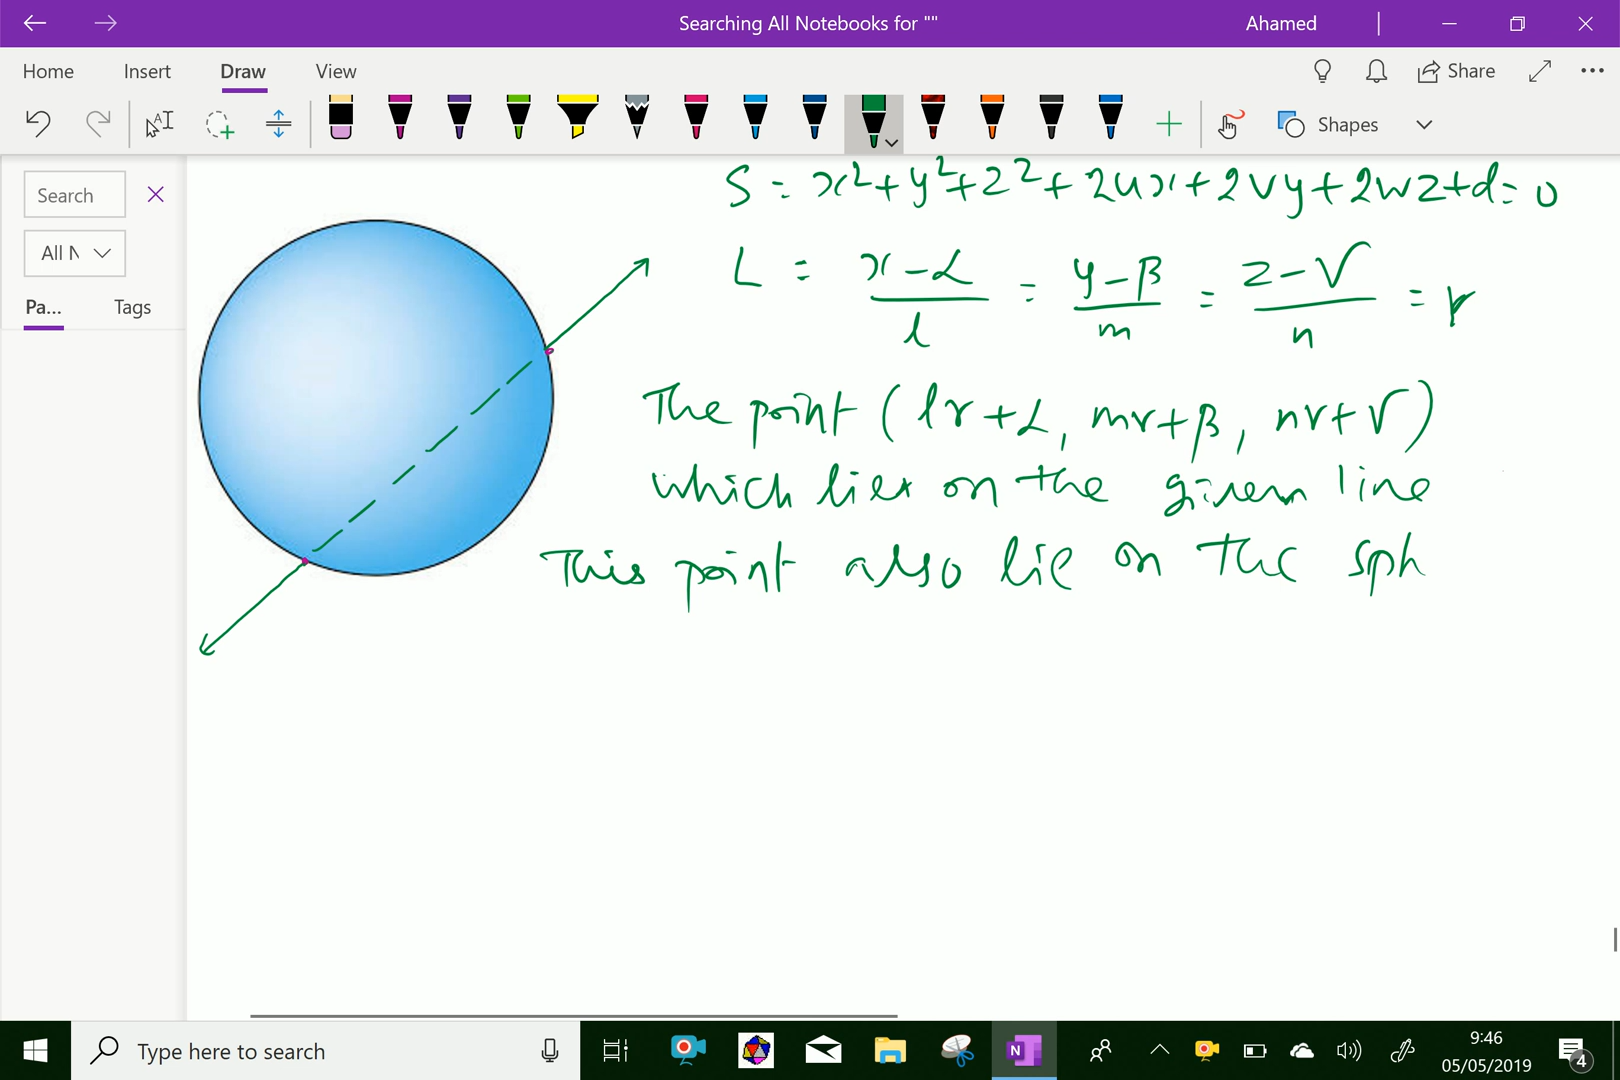 Searching All Notebooks for ""
Ahamed
Home Insert Draw View
Share
Shapes
Search
All N
Pa... Tags
S = x²+y²+z²+2ux+2vy+2wz+d=0
L = x-α/l = y-β/m = z-γ/n = r
The point (lr+α, mr+β, nr+γ)
which lies on the given line
This point also lie on the sph
Type here to search
N
9:46
05/05/2019
4